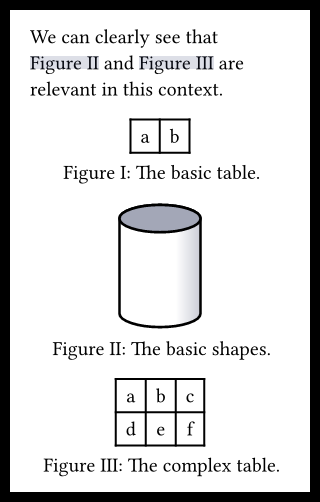 We can clearly see that
Figure II and Figure III are
relevant in this context.
a b
Figure I: The basic table.
Figure II: The basic shapes.
a b c
d e f
Figure III: The complex table.